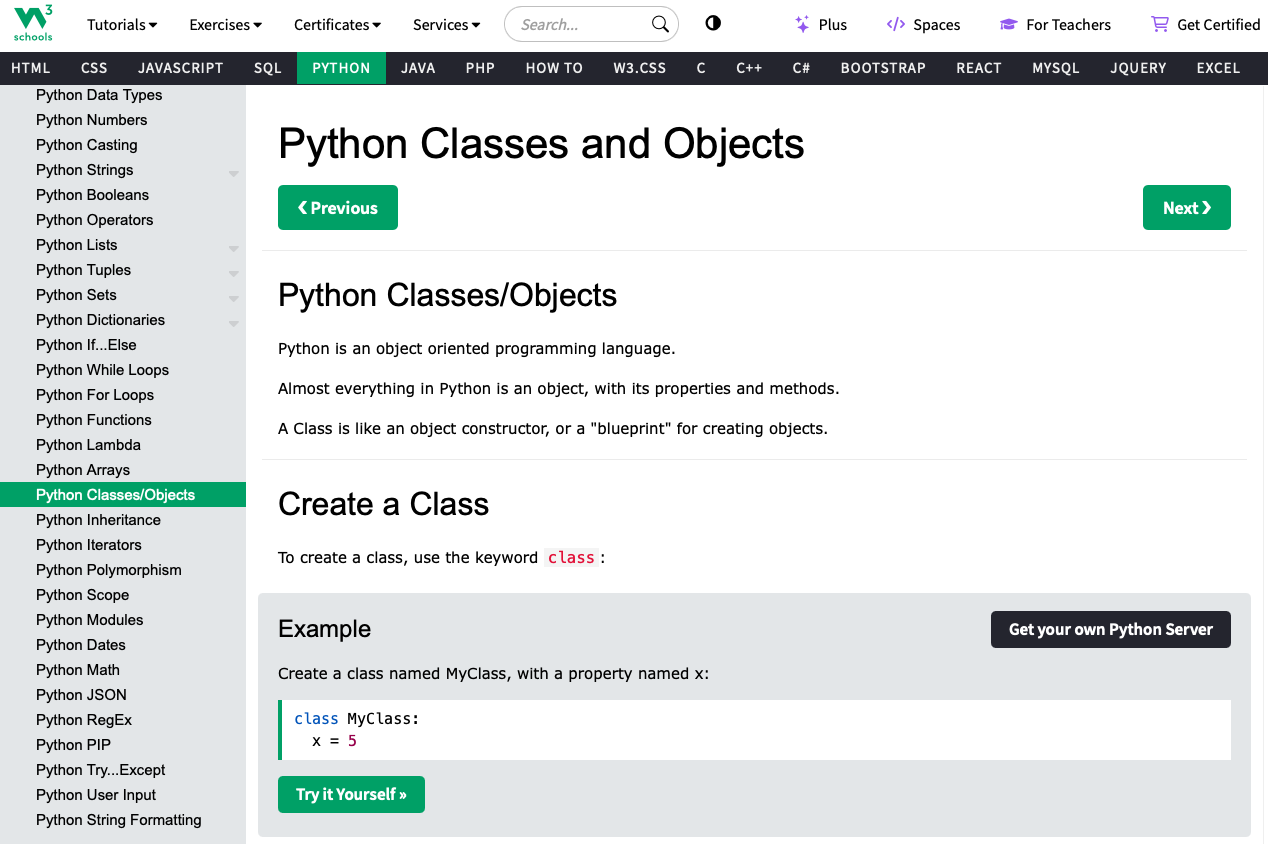 W3
schools
Tutorials
Exercises
Certificates
Services
Search...
Plus
Spaces
For Teachers
Get Certified
HTML CSS JAVASCRIPT SQL PYTHON JAVA PHP HOW TO W3.CSS C C++ C# BOOTSTRAP REACT MYSQL JQUERY EXCEL
Python Data Types
Python Numbers
Python Casting
Python Strings
Python Booleans
Python Operators
Python Lists
Python Tuples
Python Sets
Python Dictionaries
Python If...Else
Python While Loops
Python For Loops
Python Functions
Python Lambda
Python Arrays
Python Classes/Objects
Python Inheritance
Python Iterators
Python Polymorphism
Python Scope
Python Modules
Python Dates
Python Math
Python JSON
Python RegEx
Python PIP
Python Try...Except
Python User Input
Python String Formatting
Python Classes and Objects
❮ Previous
Next ❯
Python Classes/Objects
Python is an object oriented programming language.
Almost everything in Python is an object, with its properties and methods.
A Class is like an object constructor, or a "blueprint" for creating objects.
Create a Class
To create a class, use the keyword class:
Example
Get your own Python Server
Create a class named MyClass, with a property named x:
class MyClass:
  x = 5
Try it Yourself »